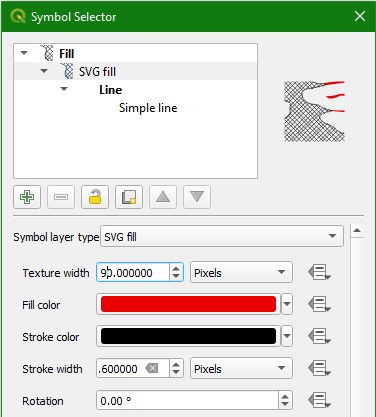 Symbol Selector
Fill
SVG fill
Line
Simple line
Symbol layer type SVG fill
Texture width 90.000000 Pixels
Fill color
Stroke color
Stroke width .600000 Pixels
Rotation 0.00 °